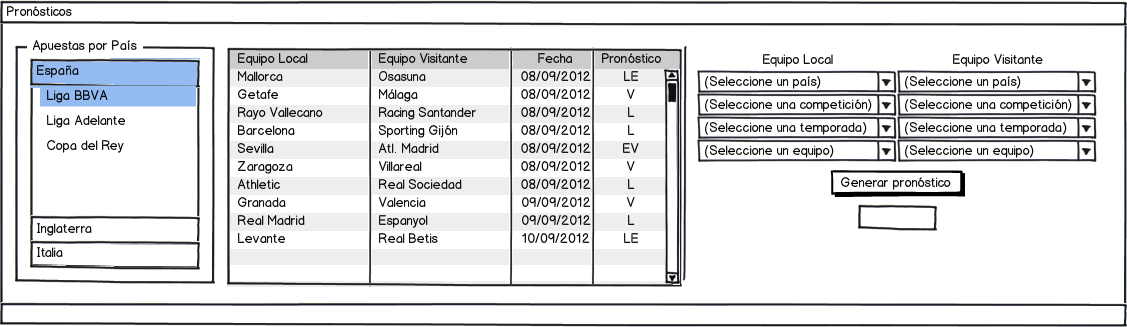 Pronósticos
Apuestas por País
España
Liga BBVA
Liga Adelante
Copa del Rey
Inglaterra
Italia
Equipo Local Equipo Visitante Fecha Pronóstico
Mallorca Osasuna 08/09/2012 LE
Getafe Málaga 08/09/2012 V
Rayo Vallecano Racing Santander 08/09/2012 L
Barcelona Sporting Gijón 08/09/2012 L
Sevilla Atl. Madrid 08/09/2012 EV
Zaragoza Villareal 08/09/2012 V
Athletic Real Sociedad 08/09/2012 L
Granada Valencia 09/09/2012 V
Real Madrid Espanyol 09/09/2012 L
Levante Real Betis 10/09/2012 LE
Equipo Local Equipo Visitante
(Seleccione un país) (Seleccione un país)
(Seleccione una competición) (Seleccione una competición)
(Seleccione una temporada) (Seleccione una temporada)
(Seleccione un equipo) (Seleccione un equipo)
Generar pronóstico